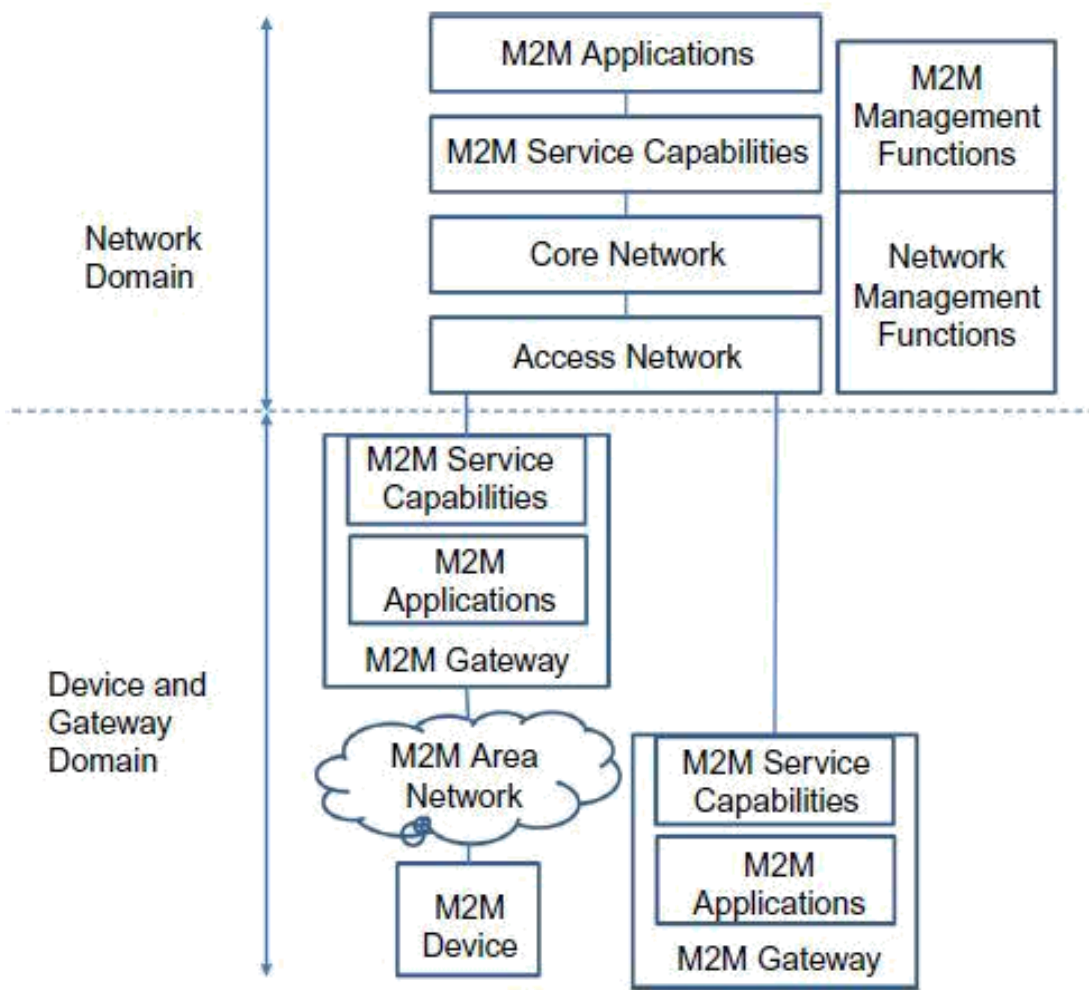 M2M Applications
M2M Service Capabilities
Core Network
Access Network
M2M
Management
Functions
Network
Management
Functions
Network
Domain
Device and
Gateway
Domain
M2M Service
Capabilities
M2M
Applications
M2M Gateway
M2M Area
Network
M2M
Device
M2M Service
Capabilities
M2M
Applications
M2M Gateway